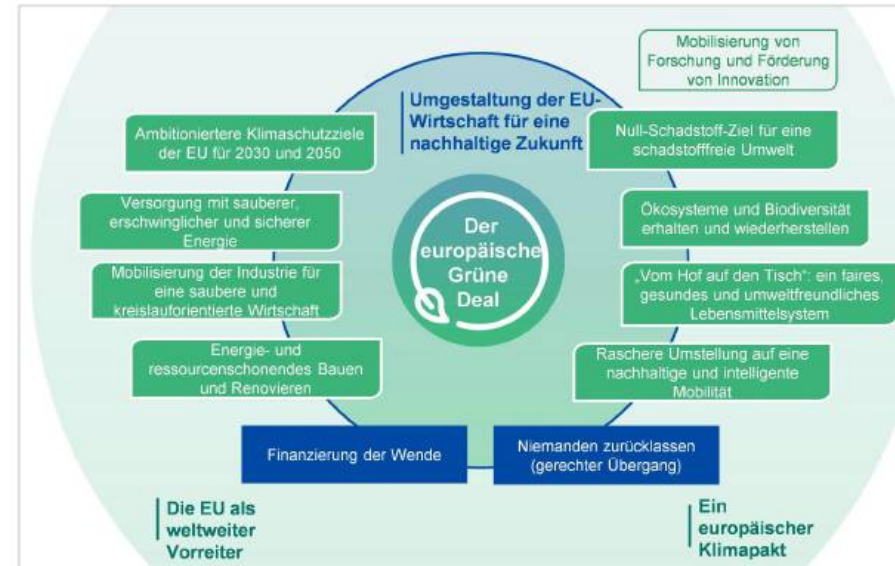 Mobilisierung von
Forschung und Förderung
von Innovation
Umgestaltung der EU-
Wirtschaft für eine
nachhaltige Zukunft
Ambitioniertere Klimaschutzziele
der EU für 2030 und 2050
Null-Schadstoff-Ziel für eine
schadstofffreie Umwelt
Versorgung mit sauberer,
erschwinglicher und sicherer
Energie
Ökosysteme und Biodiversität
erhalten und wiederherstellen
Der
europäische
Grüne
Deal
Mobilisierung der Industrie für
eine saubere und
kreislauforientierte Wirtschaft
„Vom Hof auf den Tisch“: ein faires,
gesundes und umweltfreundliches
Lebensmittelsystem
Energie- und
ressourcenschonendes Bauen
und Renovieren
Raschere Umstellung auf eine
nachhaltige und intelligente
Mobilität
Finanzierung der Wende
Niemanden zurücklassen
(gerechter Übergang)
Die EU als
weltweiter
Vorreiter
Ein
europäischer
Klimapakt